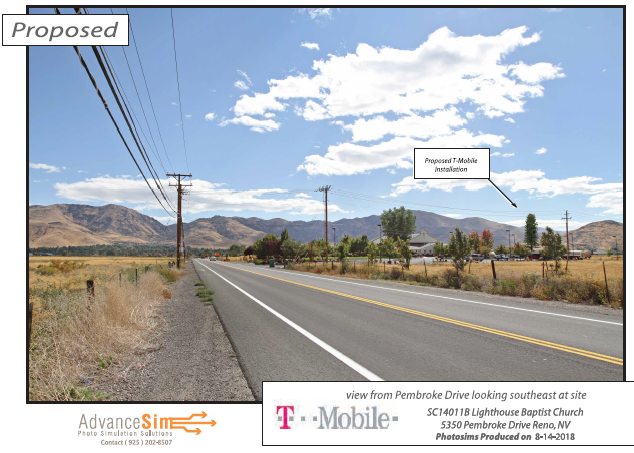 Proposed
Proposed T-Mobile
Installation
view from Pembroke Drive looking southeast at site
T · · Mobile ·
SC14011B Lighthouse Baptist Church
5350 Pembroke Drive Reno, NV
Photosims Produced on 8-14-2018
AdvanceSim
Photo Simulation Solutions
Contact ( 925 ) 202-8507